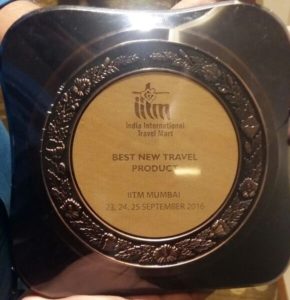 iitm
India International
Travel Mart
BEST NEW TRAVEL
PRODUCT
IITM MUMBAI
23, 24, 25 SEPTEMBER 2016